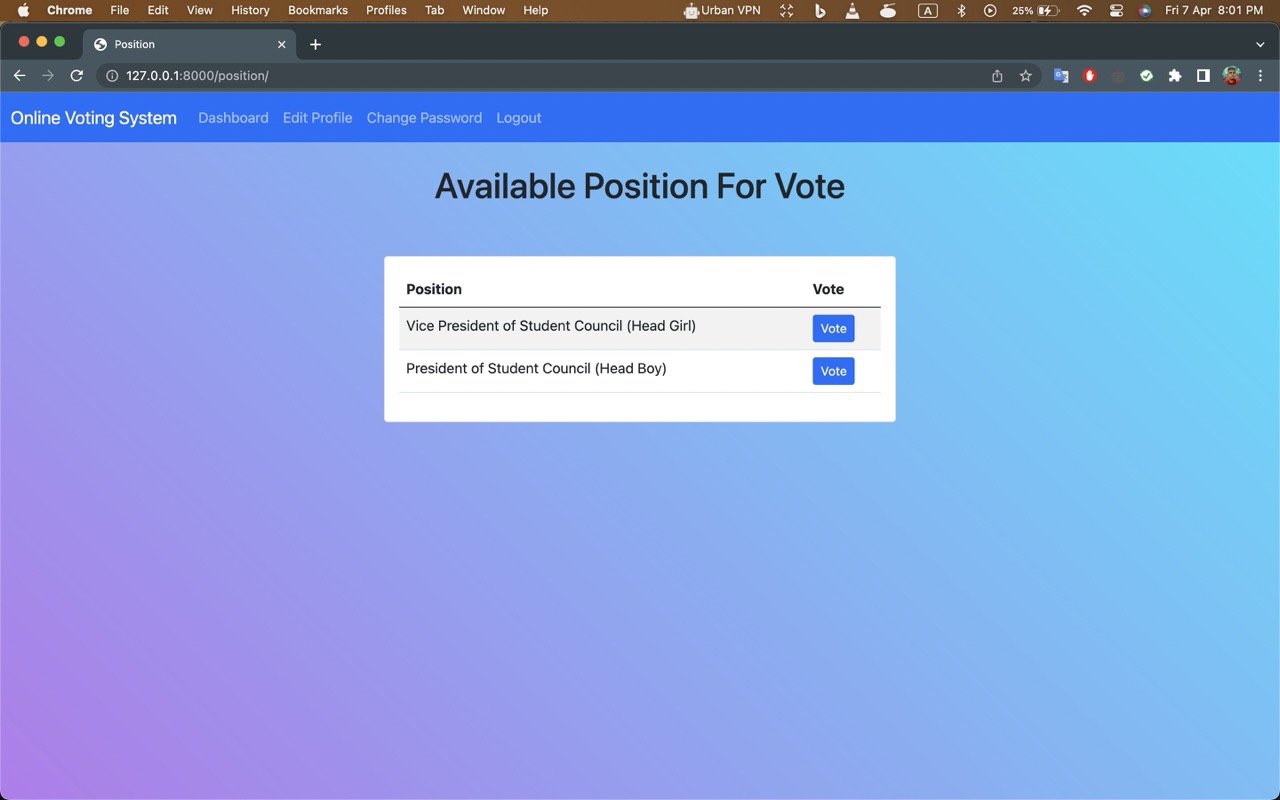 Chrome File Edit View History Bookmarks Profiles Tab Window Help Urban VPN A 25% Fri 7 Apr 8:01 PM
Position
127.0.0.1:8000/position/
Online Voting System Dashboard Edit Profile Change Password Logout
Available Position For Vote
Position Vote
Vice President of Student Council (Head Girl) Vote
President of Student Council (Head Boy) Vote